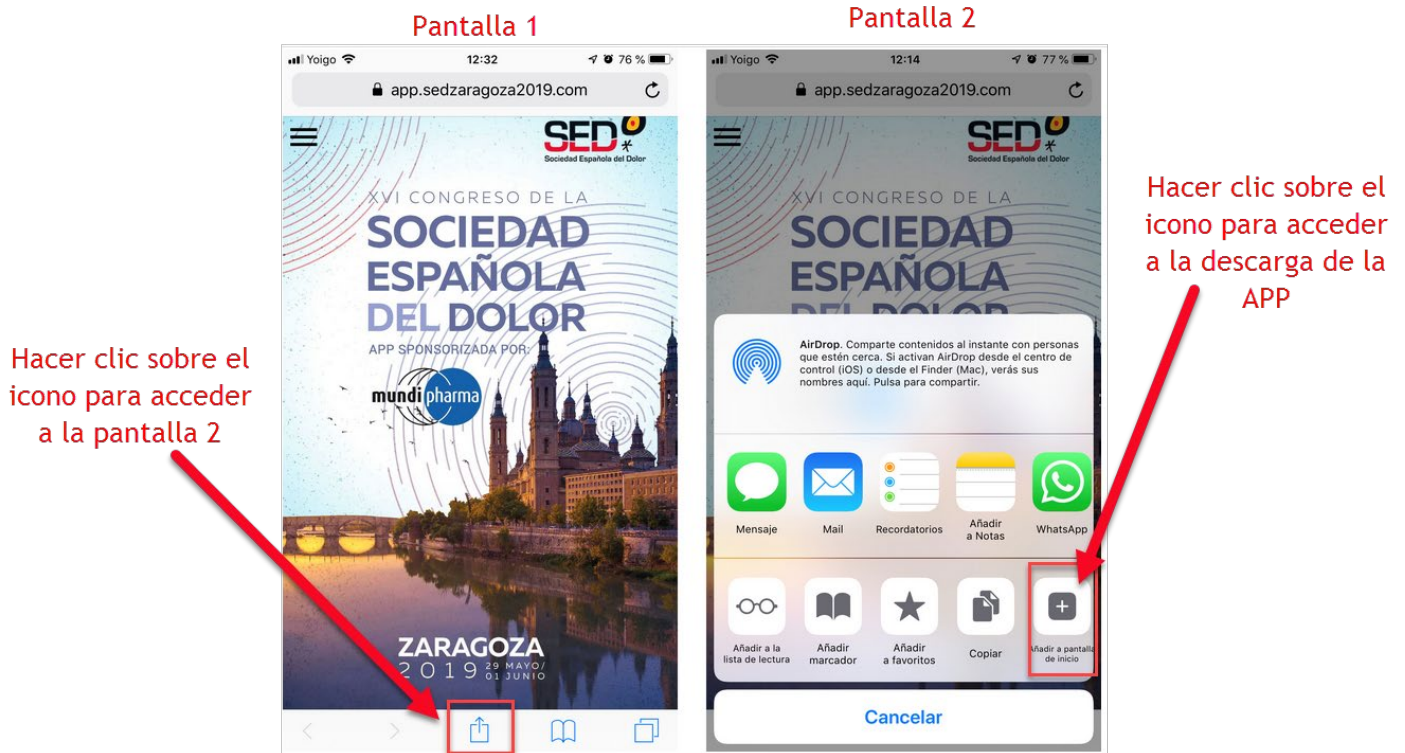 Pantalla 1
Yoigo
12:32
76 %
app.sedzaragoza2019.com
SED
Sociedad Española del Dolor
XVI CONGRESO DE LA
SOCIEDAD
ESPAÑOLA
DEL DOLOR
APP SPONSORIZADA POR:
mundipharma
ZARAGOZA
2019 29 MAYO/
01 JUNIO
Hacer clic sobre el
icono para acceder
a la pantalla 2
Pantalla 2
Yoigo
12:14
77 %
app.sedzaragoza2019.com
SED
Sociedad Española del Dolor
XVI CONGRESO DE LA
SOCIEDAD
ESPAÑOLA
DEL DOLOR
AirDrop. Comparte contenidos al instante con personas
que estén cerca. Si activan AirDrop desde el centro de
control (iOS) o desde el Finder (Mac), verás sus
nombres aquí. Pulsa para compartir.
Mensaje
Mail
Recordatorios
Añadir
a Notas
WhatsApp
Añadir a la
lista de lectura
Añadir
marcador
Añadir
a favoritos
Copiar
Añadir a pantalla
de inicio
Cancelar
Hacer clic sobre el
icono para acceder
a la descarga de la
APP